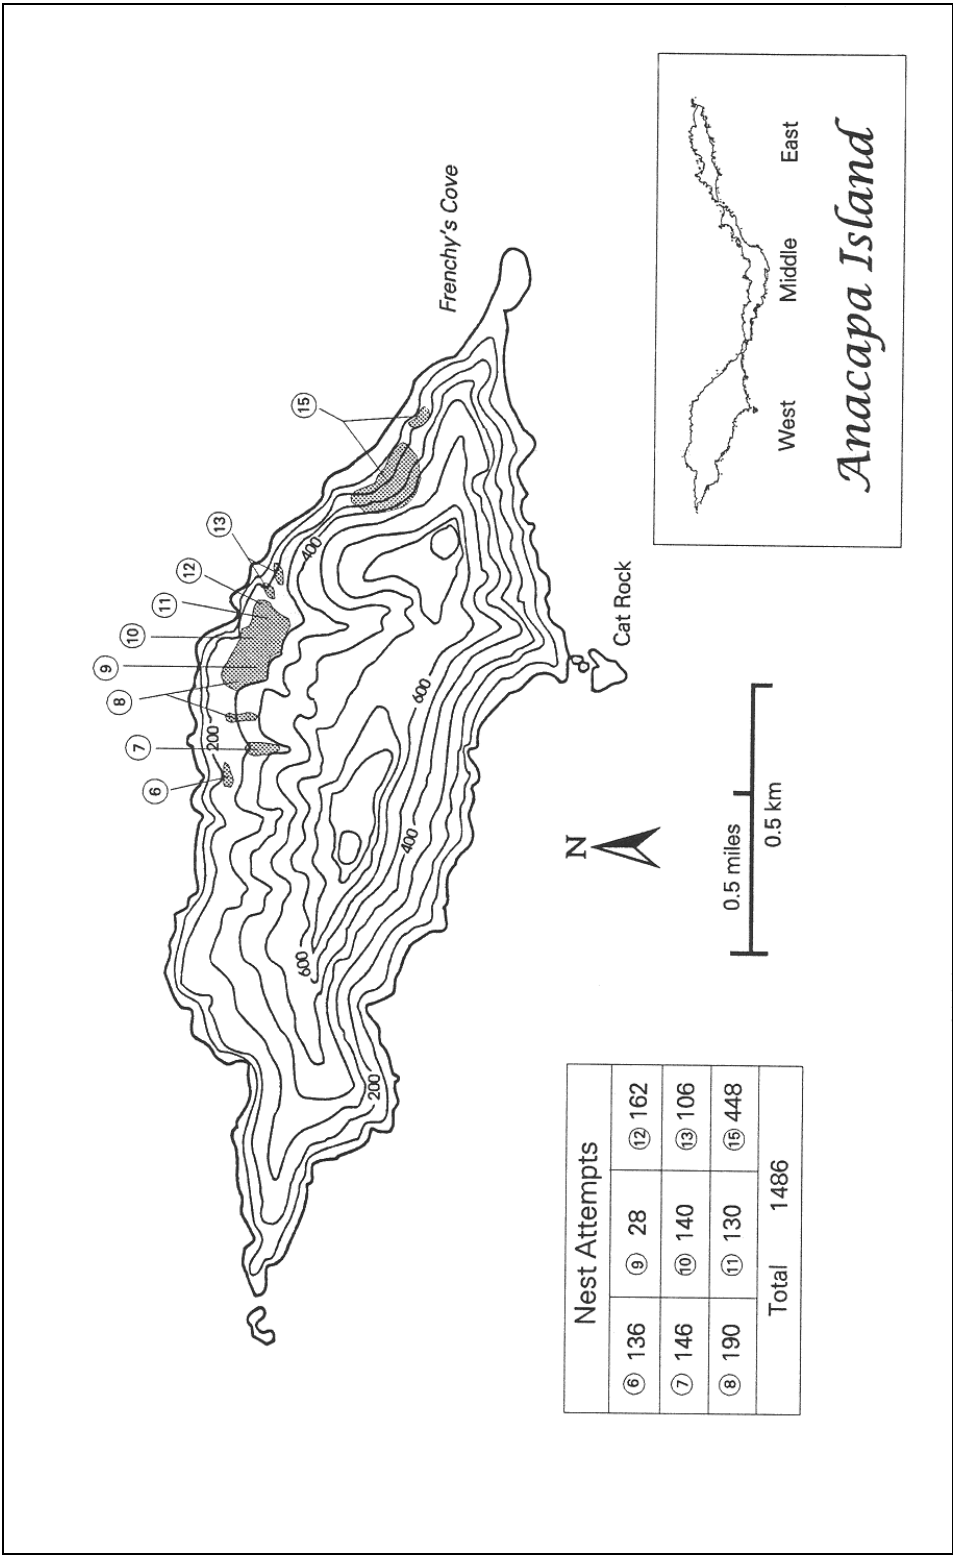 Frenchy's Cove
15
13
12
11
10
9
8
7
6
400
200
600
400
600
200
Cat Rock
N
0.5 miles
0.5 km
West
Middle
East
Anacapa Island
Nest Attempts
6 136 9 28 12 162
7 146 10 140 13 106
8 190 11 130 15 448
Total 1486